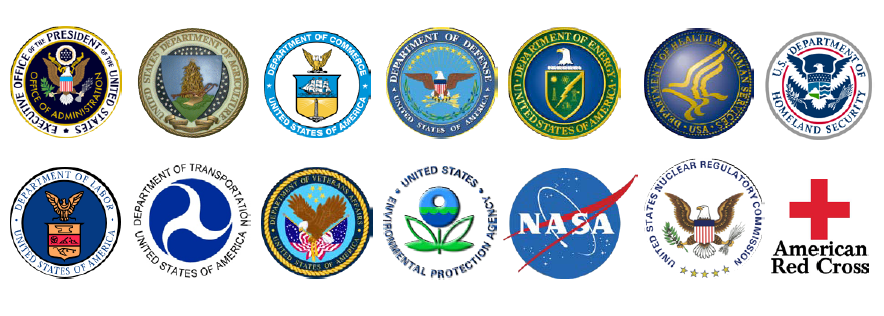 EXECUTIVE OFFICE OF THE PRESIDENT OF THE UNITED STATES
OFFICE OF ADMINISTRATION
UNITED STATES DEPARTMENT OF AGRICULTURE
DEPARTMENT OF COMMERCE
UNITED STATES OF AMERICA
DEPARTMENT OF DEFENSE
UNITED STATES OF AMERICA
DEPARTMENT OF ENERGY
UNITED STATES OF AMERICA
DEPARTMENT OF HEALTH & HUMAN SERVICES
USA
U.S. DEPARTMENT OF
HOMELAND SECURITY
DEPARTMENT OF LABOR
UNITED STATES OF AMERICA
DEPARTMENT OF TRANSPORTATION
UNITED STATES OF AMERICA
DEPARTMENT OF VETERANS AFFAIRS
UNITED STATES OF AMERICA
UNITED STATES
ENVIRONMENTAL PROTECTION AGENCY
NASA
UNITED STATES NUCLEAR REGULATORY COMMISSION
American
Red Cross